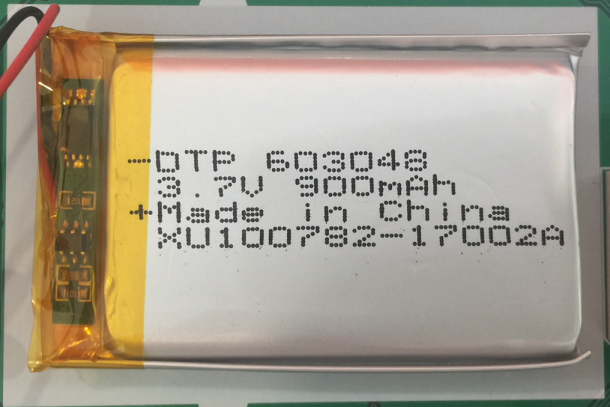 -DTP 603048
3.7V 900mAh
+Made in China
XU100782-17002A